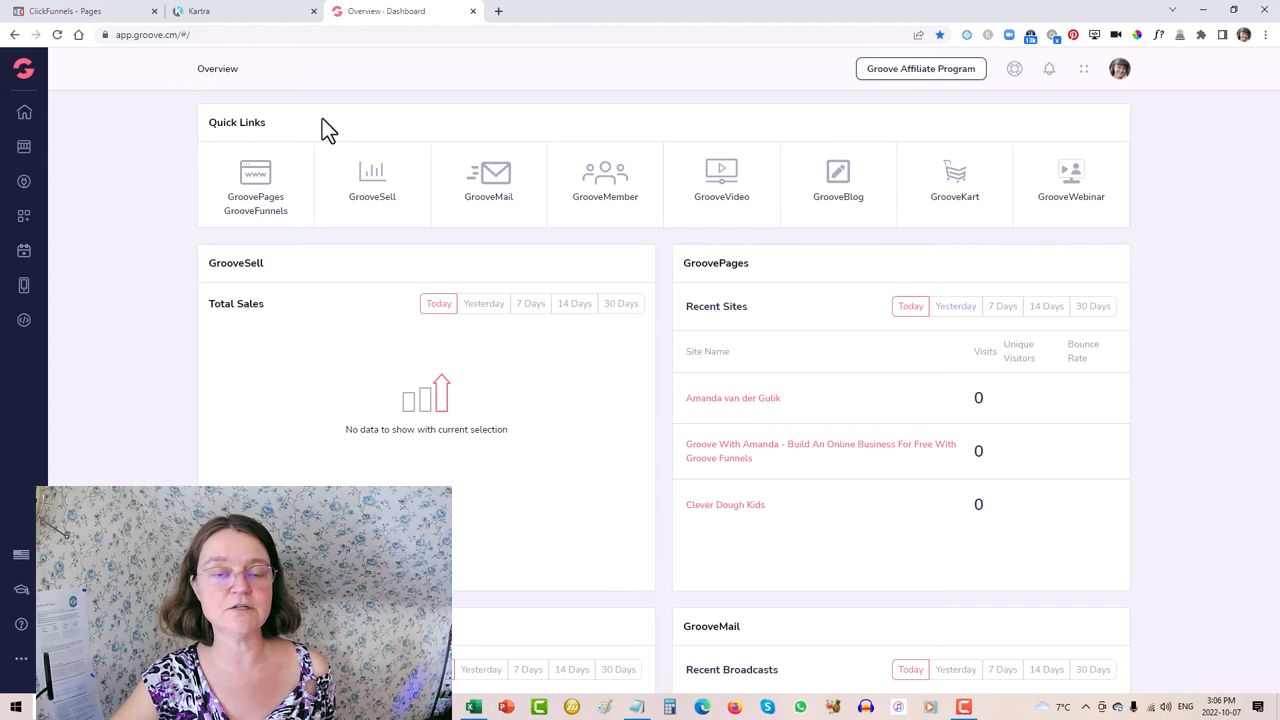 ClickFunnels - Pages
Kartra
Overview - Dashboard
app.groove.cm/#/
13k
Overview
Groove Affiliate Program
Quick Links
GroovePages
GrooveFunnels
GrooveSell
GrooveMail
GrooveMember
GrooveVideo
GrooveBlog
GrooveKart
GrooveWebinar
GrooveSell
Total Sales
Today
Yesterday
7 Days
14 Days
30 Days
No data to show with current selection
GroovePages
Recent Sites
Today
Yesterday
7 Days
14 Days
30 Days
Site Name
Visits
Unique
Visitors
Bounce
Rate
Amanda van der Gulik
0
Groove With Amanda - Build An Online Business For Free With
Groove Funnels
0
Clever Dough Kids
0
Yesterday
7 Days
14 Days
30 Days
GrooveMail
Recent Broadcasts
Today
Yesterday
7 Days
14 Days
30 Days
7°C
ENG
3:06 PM
2022-10-07